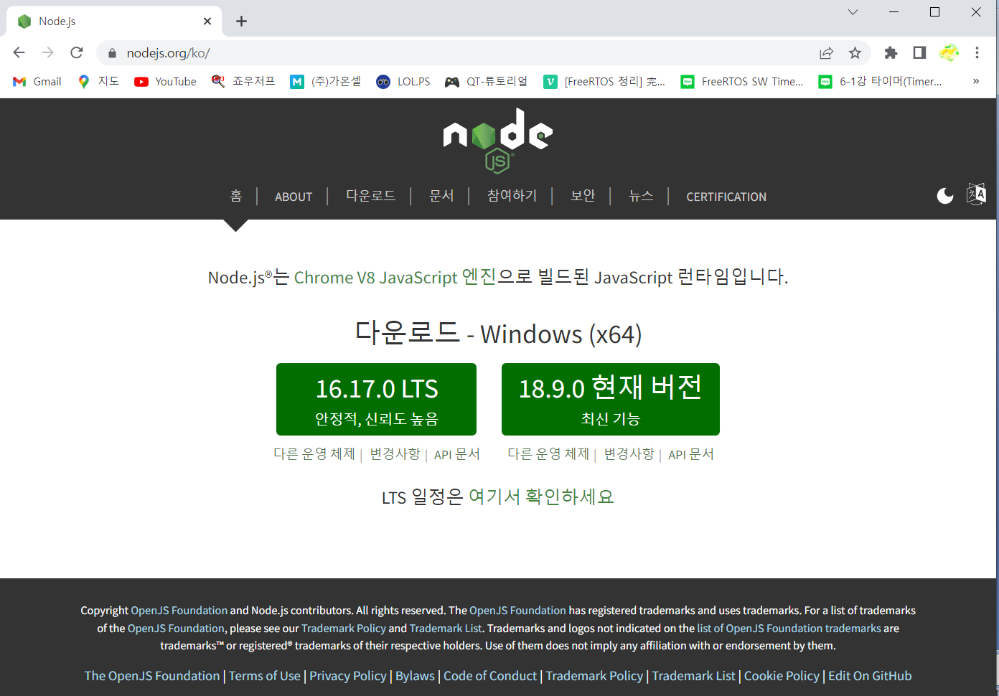 Node.js
nodejs.org/ko/
Gmail 지도 YouTube 죠우저프 (주)가온셀 LOL.PS QT-튜토리얼 [FreeRTOS 정리] 完... FreeRTOS SW Time... 6-1강 타이머(Timer... »
node
JS®
홈 | ABOUT | 다운로드 | 문서 | 참여하기 | 보안 | 뉴스 | CERTIFICATION
Node.js®는 Chrome V8 JavaScript 엔진으로 빌드된 JavaScript 런타임입니다.
다운로드 - Windows (x64)
16.17.0 LTS
안정적, 신뢰도 높음
18.9.0 현재 버전
최신 기능
다른 운영 체제 | 변경사항 | API 문서
다른 운영 체제 | 변경사항 | API 문서
LTS 일정은 여기서 확인하세요
Copyright OpenJS Foundation and Node.js contributors. All rights reserved. The OpenJS Foundation has registered trademarks and uses trademarks. For a list of trademarks
of the OpenJS Foundation, please see our Trademark Policy and Trademark List. Trademarks and logos not indicated on the list of OpenJS Foundation trademarks are
trademarks™ or registered® trademarks of their respective holders. Use of them does not imply any affiliation with or endorsement by them.
The OpenJS Foundation | Terms of Use | Privacy Policy | Bylaws | Code of Conduct | Trademark Policy | Trademark List | Cookie Policy | Edit On GitHub